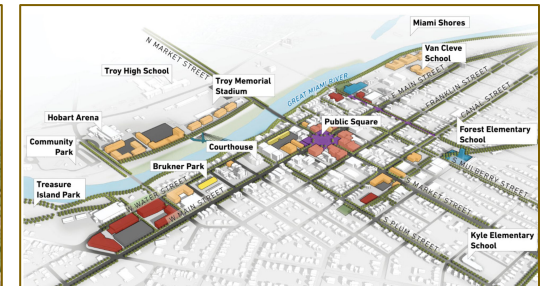 Miami Shores
N MARKET STREET
Van Cleve
School
Troy High School
Troy Memorial
Stadium
GREAT MIAMI RIVER
E MAIN STREET
FRANKLIN STREET
CANAL STREET
Hobart Arena
Public Square
Community
Park
Courthouse
Forest Elementary
School
Brukner Park
S MULBERRY STREET
Treasure
Island Park
W WATER STREET
W MAIN STREET
S MARKET STREET
S PLUM STREET
Kyle Elementary
School